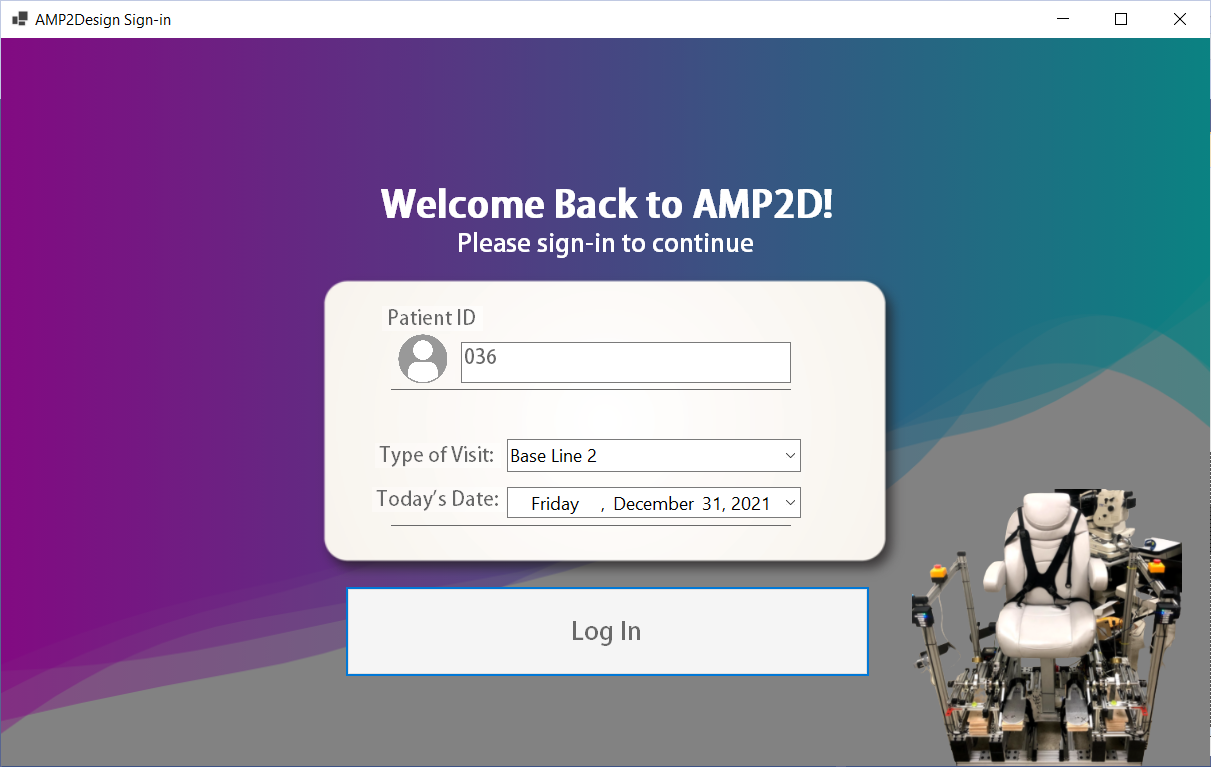 AMP2Design Sign-in
Welcome Back to AMP2D!
Please sign-in to continue
Patient ID
036
Type of Visit: Base Line 2
Today's Date: Friday , December 31, 2021
Log In